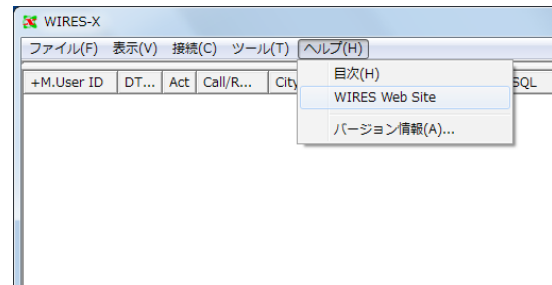 WIRES-X
ファイル(F) 表示(V) 接続(C) ツール(T) ヘルプ(H)
+M.User ID DT... Act Call/R... City SQL
目次(H)
WIRES Web Site
バージョン情報(A)...